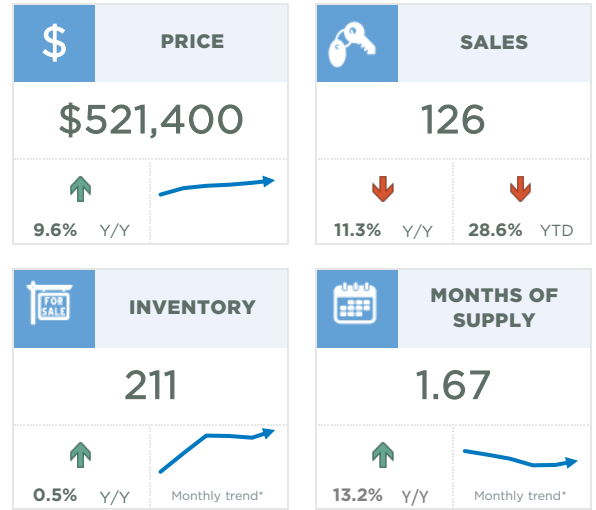 $
PRICE
$521,400
9.6% Y/Y
SALES
126
11.3% Y/Y
28.6% YTD
FOR
SALE
INVENTORY
211
0.5% Y/Y
Monthly trend*
MONTHS OF
SUPPLY
1.67
13.2% Y/Y
Monthly trend*